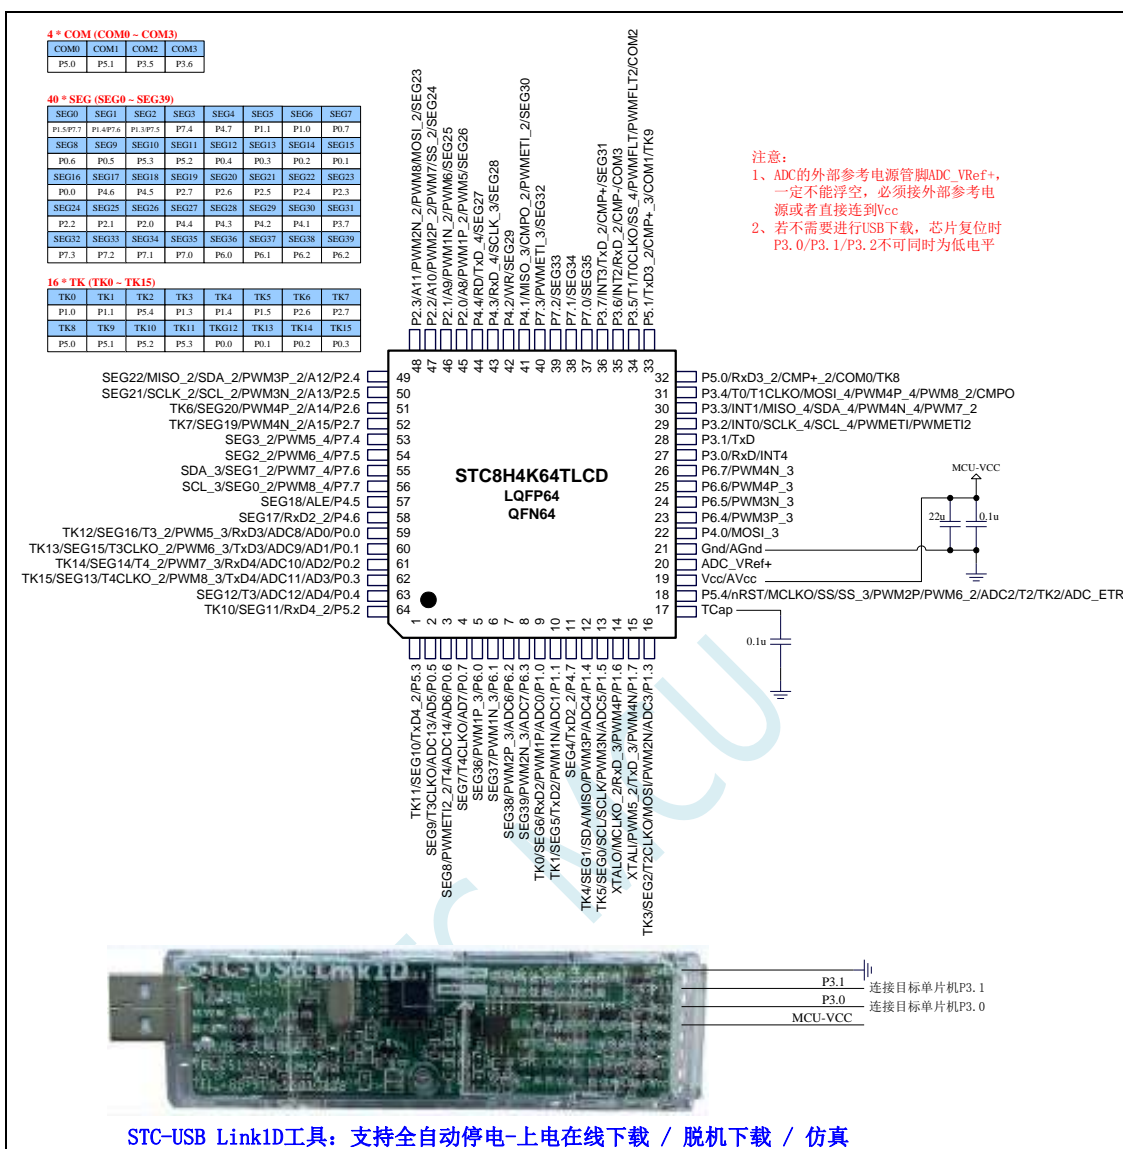 4 * COM (COM0 ~ COM3)
COM0 COM1 COM2 COM3
P5.0 P5.1 P3.5 P3.6
40 * SEG (SEG0 ~ SEG39)
SEG0 SEG1 SEG2 SEG3 SEG4 SEG5 SEG6 SEG7
P1.5/P7.7 P1.4/P7.6 P1.3/P7.5 P7.4 P4.7 P1.1 P1.0 P0.7
SEG8 SEG9 SEG10 SEG11 SEG12 SEG13 SEG14 SEG15
P0.6 P0.5 P5.3 P5.2 P0.4 P0.3 P0.2 P0.1
SEG16 SEG17 SEG18 SEG19 SEG20 SEG21 SEG22 SEG23
P0.0 P4.6 P4.5 P2.7 P2.6 P2.5 P2.4 P2.3
SEG24 SEG25 SEG26 SEG27 SEG28 SEG29 SEG30 SEG31
P2.2 P2.1 P2.0 P4.4 P4.3 P4.2 P4.1 P3.7
SEG32 SEG33 SEG34 SEG35 SEG36 SEG37 SEG38 SEG39
P7.3 P7.2 P7.1 P7.0 P6.0 P6.1 P6.2 P6.2
16 * TK (TK0 ~ TK15)
TK0 TK1 TK2 TK3 TK4 TK5 TK6 TK7
P1.0 P1.1 P5.4 P1.3 P1.4 P1.5 P2.6 P2.7
TK8 TK9 TK10 TK11 TKG12 TK13 TK14 TK15
P5.0 P5.1 P5.2 P5.3 P0.0 P0.1 P0.2 P0.3
注意:
1、ADC的外部参考电源管脚ADC_VRef+,
一定不能浮空, 必须接外部参考电
源或者直接连到Vcc
2、若不需要进行USB下载, 芯片复位时
P3.0/P3.1/P3.2不可同时为低电平
P2.3/A11/PWM2N_2/PWM8/MOSI_2/SEG23
P2.2/A10/PWM2P_2/PWM7/SS_2/SEG24
P2.1/A9/PWM1N_2/PWM6/SEG25
P2.0/A8/PWM1P_2/PWM5/SEG26
P4.4/RD/TxD_4/SEG27
P4.3/RxD_4/SCLK_3/SEG28
P4.2/WR/SEG29
P4.1/MISO_3/CMPO_2/PWMETI_2/SEG30
P7.3/PWMETI_3/SEG32
P7.2/SEG33
P7.1/SEG34
P7.0/SEG35
P3.7/INT3/TxD_2/CMP+/SEG31
P3.6/INT2/RxD_2/CMP-/COM3
P3.5/T1/T0CLKO/SS_4/PWMFLT/PWMFLT2/COM2
P5.1/TxD3_2/CMP+_3/COM1/TK9
48 47 46 45 44 43 42 41 40 39 38 37 36 35 34 33
SEG22/MISO_2/SDA_2/PWM3P_2/A12/P2.4 49
SEG21/SCLK_2/SCL_2/PWM3N_2/A13/P2.5 50
TK6/SEG20/PWM4P_2/A14/P2.6 51
TK7/SEG19/PWM4N_2/A15/P2.7 52
SEG3_2/PWM5_4/P7.4 53
SEG2_2/PWM6_4/P7.5 54
SDA_3/SEG1_2/PWM7_4/P7.6 55
SCL_3/SEG0_2/PWM8_4/P7.7 56
SEG18/ALE/P4.5 57
SEG17/RxD2_2/P4.6 58
TK12/SEG16/T3_2/PWM5_3/RxD3/ADC8/AD0/P0.0 59
TK13/SEG15/T3CLKO_2/PWM6_3/TxD3/ADC9/AD1/P0.1 60
TK14/SEG14/T4_2/PWM7_3/RxD4/ADC10/AD2/P0.2 61
TK15/SEG13/T4CLKO_2/PWM8_3/TxD4/ADC11/AD3/P0.3 62
SEG12/T3/ADC12/AD4/P0.4 63
TK10/SEG11/RxD4_2/P5.2 64
STC8H4K64TLCD
LQFP64
QFN64
32 P5.0/RxD3_2/CMP+_2/COM0/TK8
31 P3.4/T0/T1CLKO/MOSI_4/PWM4P_4/PWM8_2/CMPO
30 P3.3/INT1/MISO_4/SDA_4/PWM4N_4/PWM7_2
29 P3.2/INT0/SCLK_4/SCL_4/PWMETI/PWMETI2
28 P3.1/TxD
27 P3.0/RxD/INT4
26 P6.7/PWM4N_3
25 P6.6/PWM4P_3
24 P6.5/PWM3N_3
23 P6.4/PWM3P_3
22 P4.0/MOSI_3
21 Gnd/AGnd
20 ADC_VRef+
19 Vcc/AVcc
18 P5.4/nRST/MCLKO/SS/SS_3/PWM2P/PWM6_2/ADC2/T2/TK2/ADC_ETR
17 TCap
MCU-VCC
22u 0.1u
0.1u
1 2 3 4 5 6 7 8 9 10 11 12 13 14 15 16
TK11/SEG10/TxD4_2/P5.3
SEG9/T3CLKO/ADC13/AD5/P0.5
SEG8/PWMETI2_2/T4/ADC14/AD6/P0.6
SEG7/T4CLKO/AD7/P0.7
SEG36/PWM1P_3/P6.0
SEG37/PWM1N_3/P6.1
SEG38/PWM2P_3/ADC6/P6.2
SEG39/PWM2N_3/ADC7/P6.3
TK0/SEG6/RxD2/PWM1P/ADC0/P1.0
TK1/SEG5/TxD2/PWM1N/ADC1/P1.1
SEG4/TxD2_2/P4.7
TK4/SEG1/SDA/MISO/PWM3P/ADC4/P1.4
TK5/SEG0/SCL/SCLK/PWM3N/ADC5/P1.5
XTALO/MCLKO_2/RxD_3/PWM4P/P1.6
XTALI/PWM5_2/TxD_3/PWM4N/P1.7
TK3/SEG2/T2CLKO/MOSI/PWM2N/ADC3/P1.3
STC MCU
STC-USB Link1D
P3.1 连接目标单片机P3.1
P3.0 连接目标单片机P3.0
MCU-VCC
STC-USB Link1D工具: 支持全自动停电-上电在线下载 / 脱机下载 / 仿真